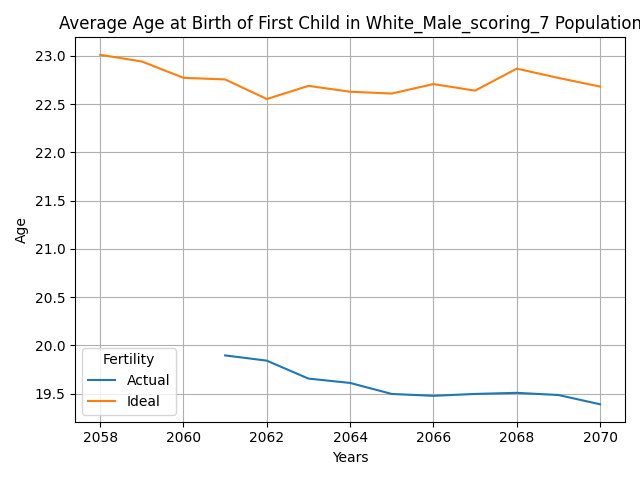 Average Age at Birth of First Child in White_Male_scoring_7 Population
23.0
22.5
22.0
21.5
21.0
20.5
20.0
19.5
Age
Fertility
Actual
Ideal
2058 2060 2062 2064 2066 2068 2070
Years